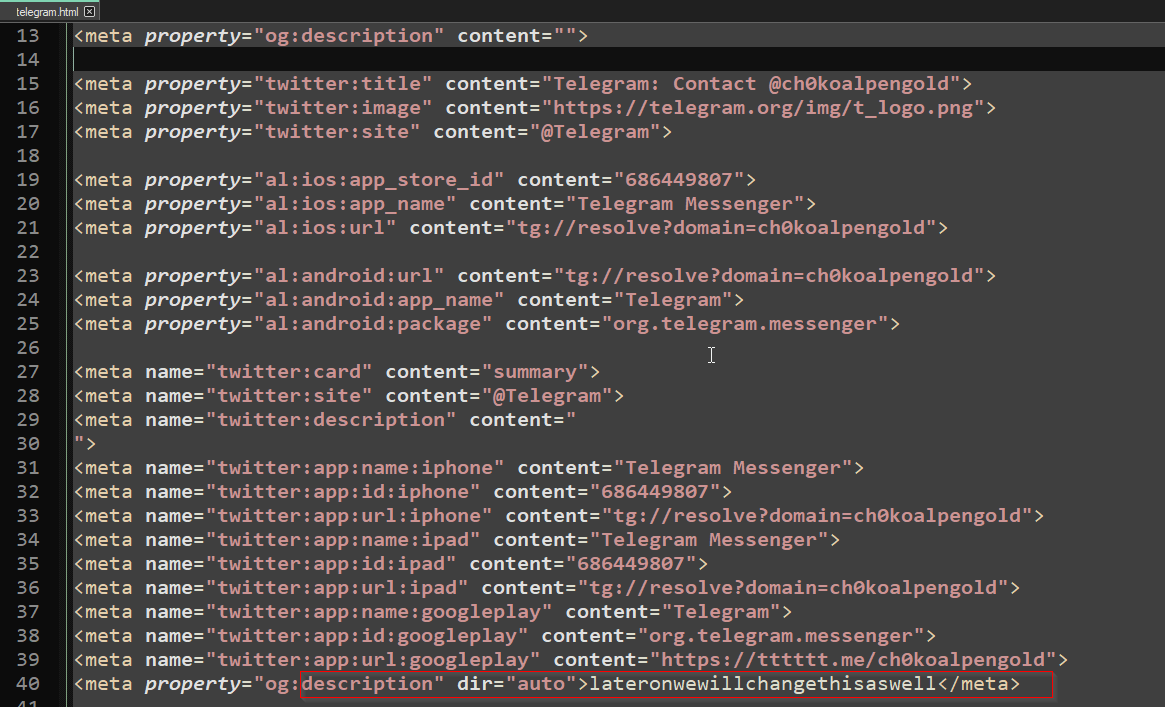 telegram.html
13 <meta property="og:description" content="">
14
15 <meta property="twitter:title" content="Telegram: Contact @ch0koalpengold">
16 <meta property="twitter:image" content="https://telegram.org/img/t_logo.png">
17 <meta property="twitter:site" content="@Telegram">
18
19 <meta property="al:ios:app_store_id" content="686449807">
20 <meta property="al:ios:app_name" content="Telegram Messenger">
21 <meta property="al:ios:url" content="tg://resolve?domain=ch0koalpengold">
22
23 <meta property="al:android:url" content="tg://resolve?domain=ch0koalpengold">
24 <meta property="al:android:app_name" content="Telegram">
25 <meta property="al:android:package" content="org.telegram.messenger">
26
27 <meta name="twitter:card" content="summary">
28 <meta name="twitter:site" content="@Telegram">
29 <meta name="twitter:description" content="
30 ">
31 <meta name="twitter:app:name:iphone" content="Telegram Messenger">
32 <meta name="twitter:app:id:iphone" content="686449807">
33 <meta name="twitter:app:url:iphone" content="tg://resolve?domain=ch0koalpengold">
34 <meta name="twitter:app:name:ipad" content="Telegram Messenger">
35 <meta name="twitter:app:id:ipad" content="686449807">
36 <meta name="twitter:app:url:ipad" content="tg://resolve?domain=ch0koalpengold">
37 <meta name="twitter:app:name:googleplay" content="Telegram">
38 <meta name="twitter:app:id:googleplay" content="org.telegram.messenger">
39 <meta name="twitter:app:url:googleplay" content="https://tttttt.me/ch0koalpengold">
40 <meta property="og:description" dir="auto">lateronwewillchangethisaswell</meta>